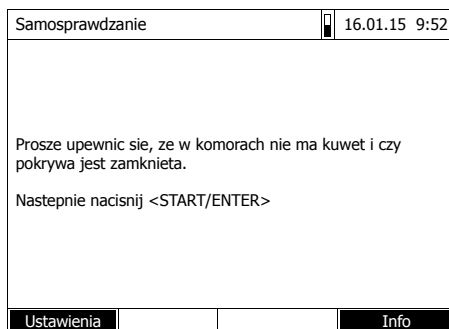 Samosprawdzanie 16.01.15 9:52
Prosze upewnic sie, ze w komorach nie ma kuwet i czy
pokrywa jest zamknieta.
Nastepnie nacisnij <START/ENTER>
Ustawienia Info